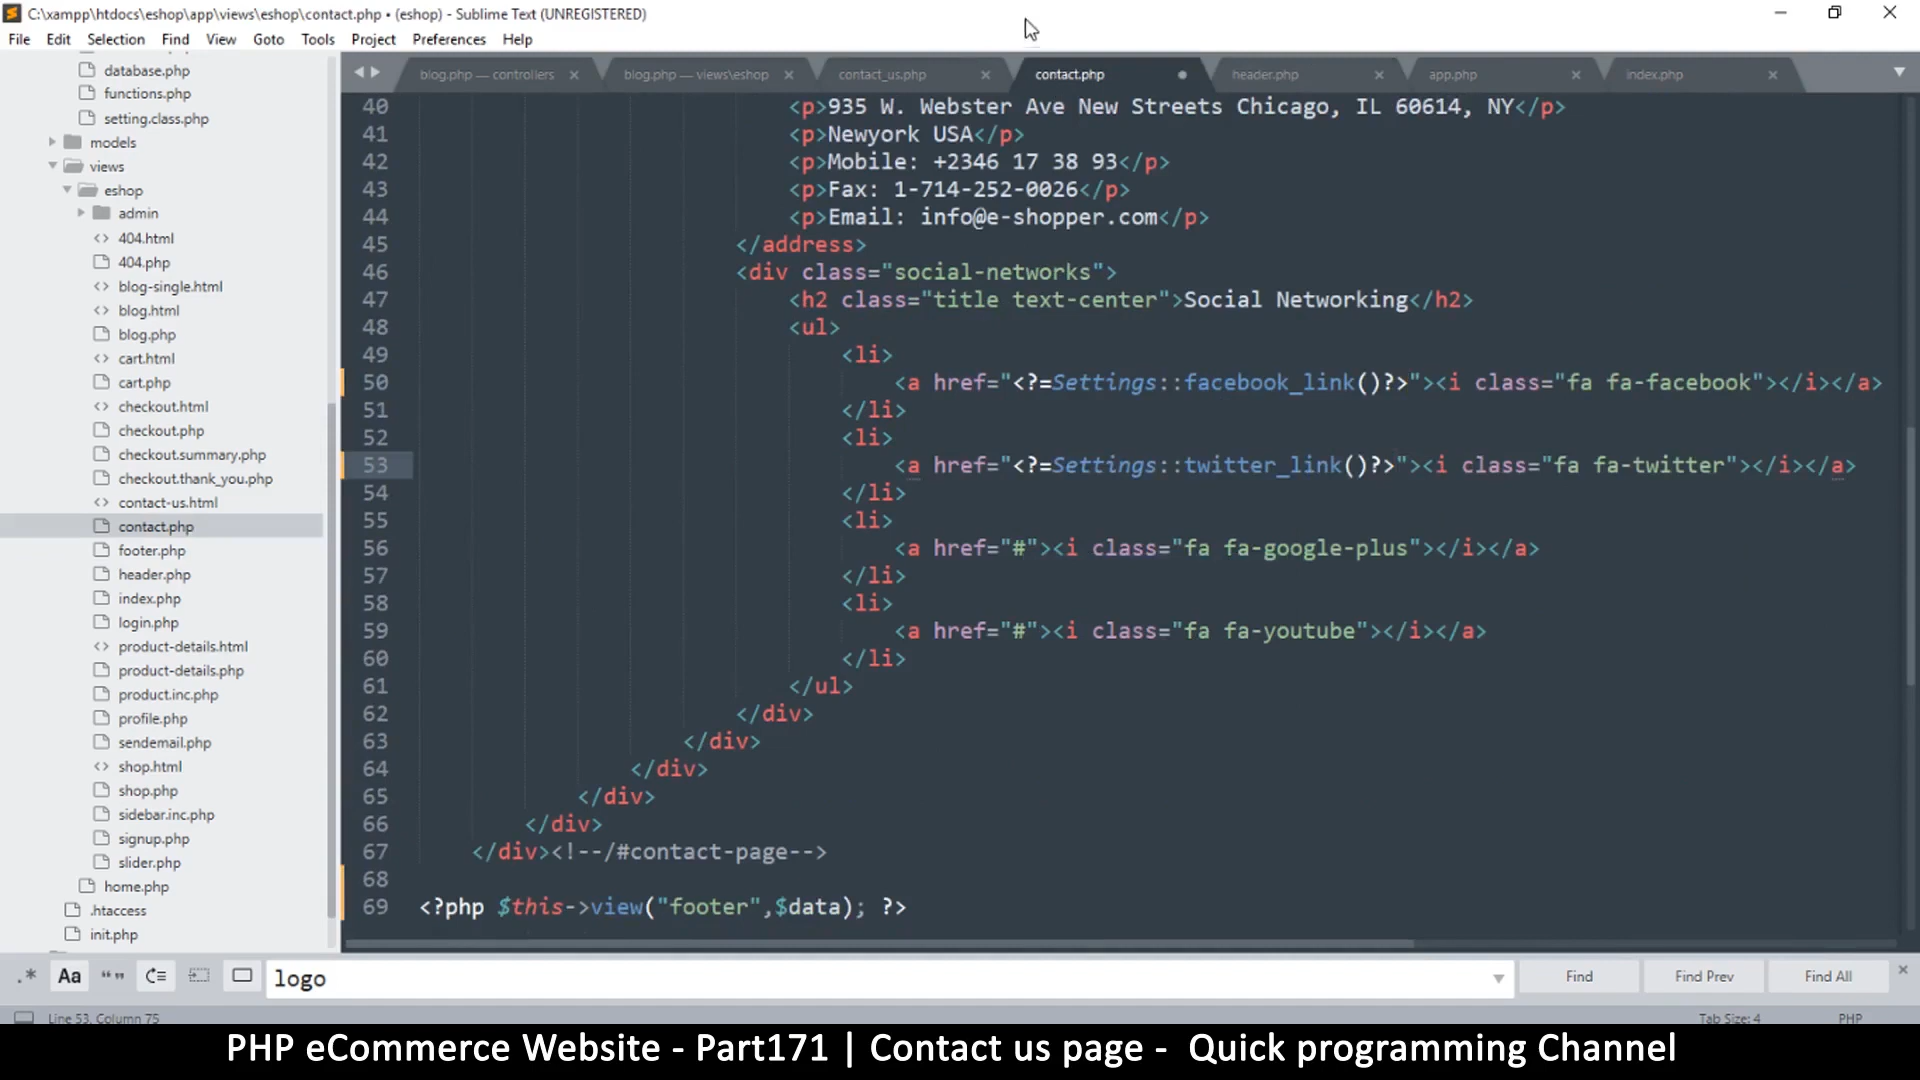 C:\xampp\htdocs\eshop\app\views\eshop\contact.php • (eshop) - Sublime Text (UNREGISTERED)
File Edit Selection Find View Goto Tools Project Preferences Help
blog.php — controllers blog.php — views\eshop contact_us.php contact.php header.php app.php index.php
database.php
functions.php
setting.class.php
models
views
eshop
admin
404.html
404.php
blog-single.html
blog.html
blog.php
cart.html
cart.php
checkout.html
checkout.php
checkout.summary.php
checkout.thank_you.php
contact-us.html
contact.php
footer.php
header.php
index.php
login.php
product-details.html
product-details.php
product.inc.php
profile.php
sendemail.php
shop.html
shop.php
sidebar.inc.php
signup.php
slider.php
home.php
.htaccess
init.php
40 <p>935 W. Webster Ave New Streets Chicago, IL 60614, NY</p>
41 <p>Newyork USA</p>
42 <p>Mobile: +2346 17 38 93</p>
43 <p>Fax: 1-714-252-0026</p>
44 <p>Email: info@e-shopper.com</p>
45 </address>
46 <div class="social-networks">
47 <h2 class="title text-center">Social Networking</h2>
48 <ul>
49 <li>
50 <a href="<?=Settings::facebook_link()?>"><i class="fa fa-facebook"></i></a>
51 </li>
52 <li>
53 <a href="<?=Settings::twitter_link()?>"><i class="fa fa-twitter"></i></a>
54 </li>
55 <li>
56 <a href="#"><i class="fa fa-google-plus"></i></a>
57 </li>
58 <li>
59 <a href="#"><i class="fa fa-youtube"></i></a>
60 </li>
61 </ul>
62 </div>
63 </div>
64 </div>
65 </div>
66 </div>
67 </div><!--/#contact-page-->
68
69 <?php $this->view("footer",$data); ?>
.* Aa “” logo Find Find Prev Find All
Line 53, Column 75 Tab Size: 4 PHP
PHP eCommerce Website - Part171 | Contact us page - Quick programming Channel